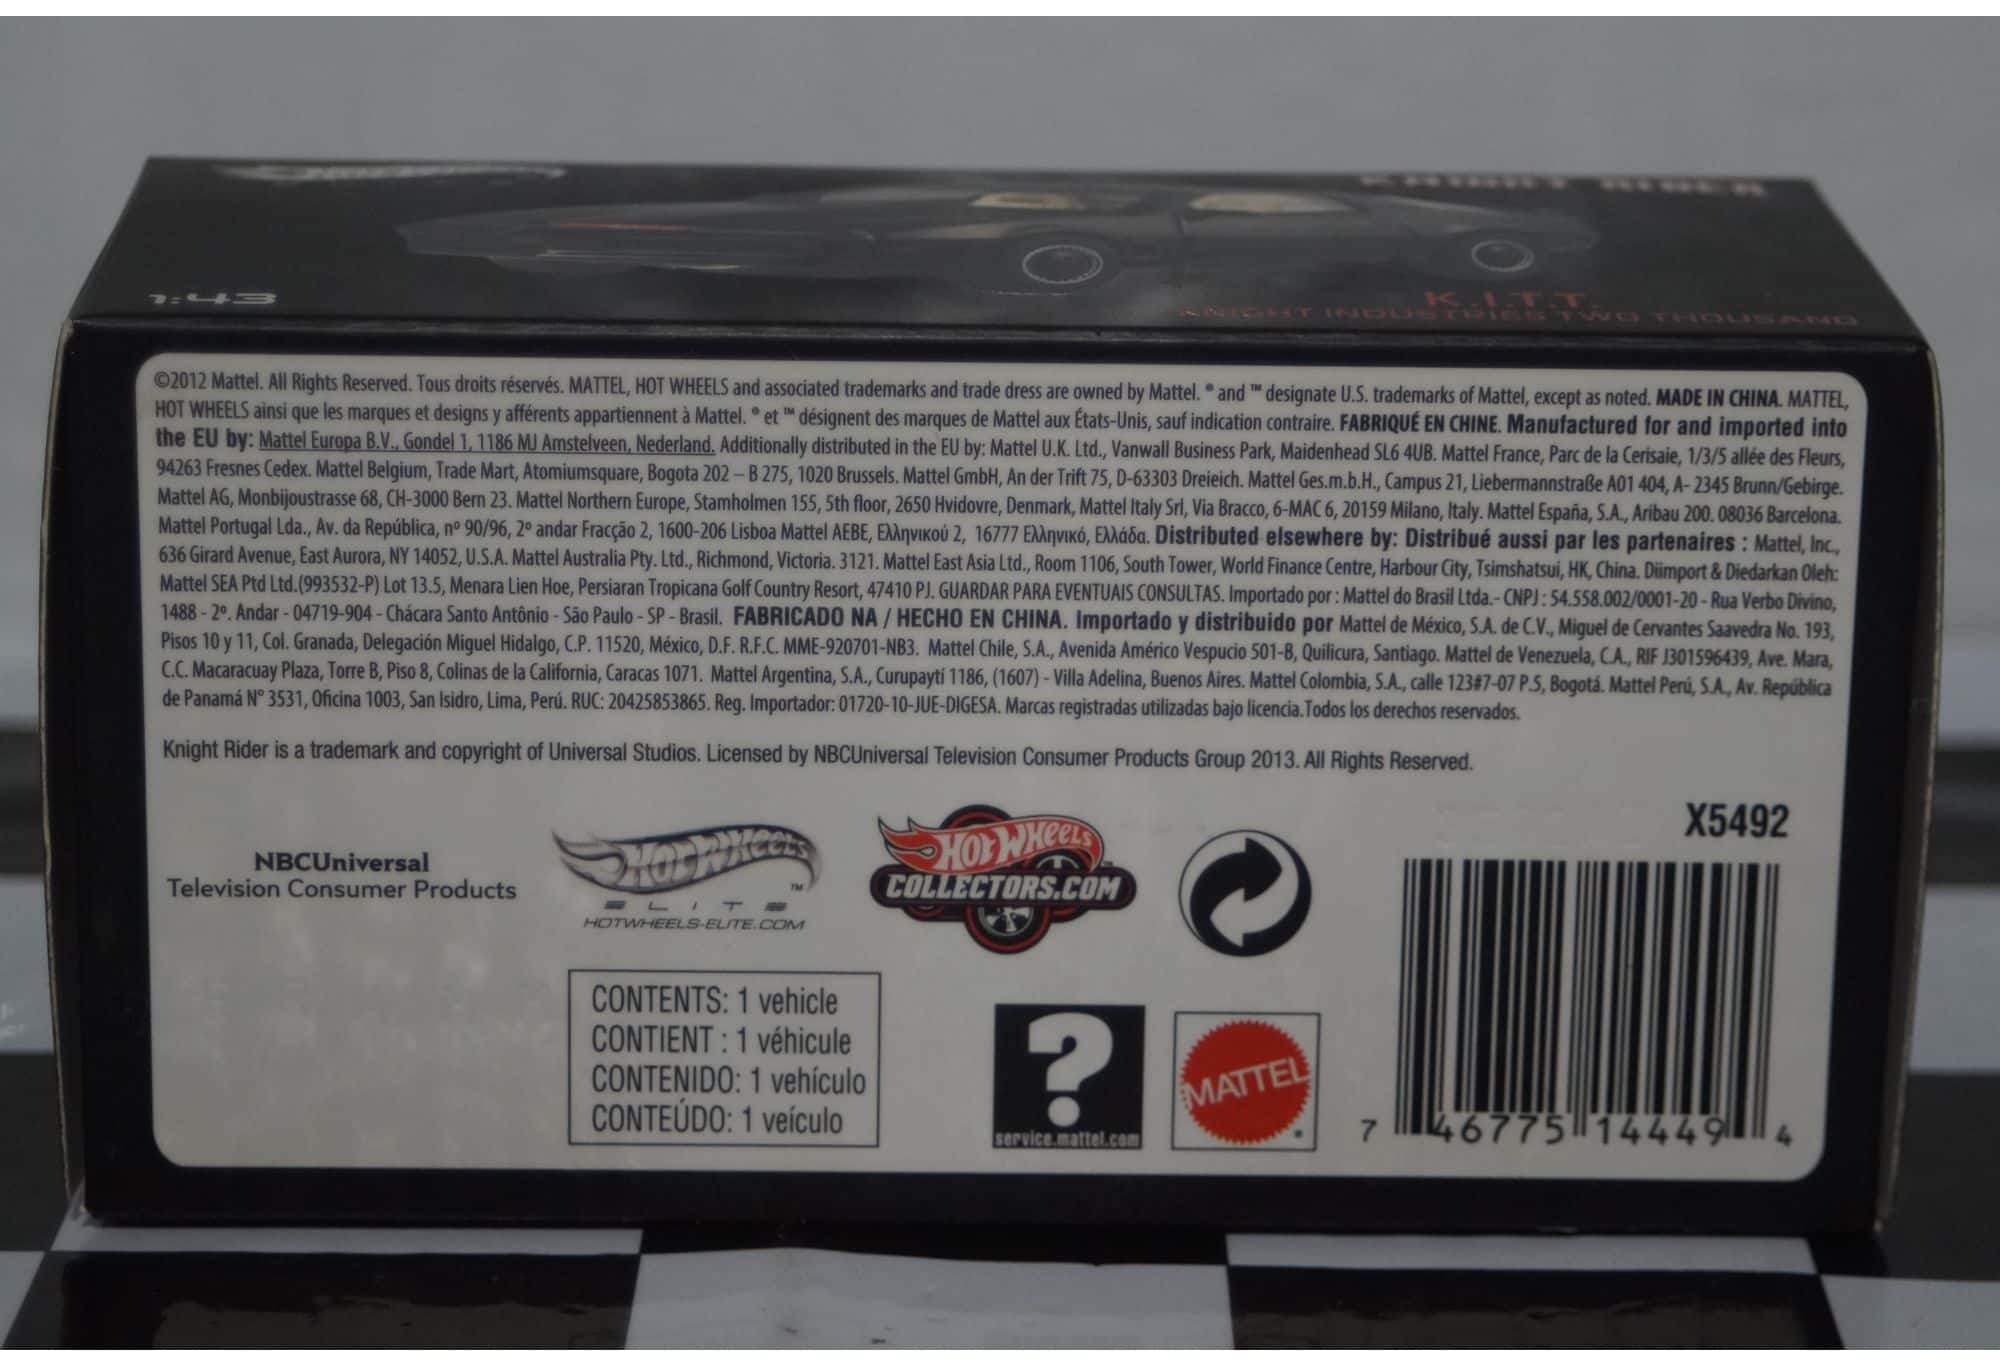 Hot Wheels
KNIGHT RIDER
1:43
K.I.T.T.
KNIGHT INDUSTRIES TWO THOUSAND
©2012 Mattel. All Rights Reserved. Tous droits réservés. MATTEL, HOT WHEELS and associated trademarks and trade dress are owned by Mattel. ® and ™ designate U.S. trademarks of Mattel, except as noted. MADE IN CHINA. MATTEL,
HOT WHEELS ainsi que les marques et designs y afférents appartiennent à Mattel. ® et ™ désignent des marques de Mattel aux États-Unis, sauf indication contraire. FABRIQUÉ EN CHINE. Manufactured for and imported into
the EU by: Mattel Europa B.V., Gondel 1, 1186 MJ Amstelveen, Nederland. Additionally distributed in the EU by: Mattel U.K. Ltd., Vanwall Business Park, Maidenhead SL6 4UB. Mattel France, Parc de la Cerisaie, 1/3/5 allée des Fleurs,
94263 Fresnes Cedex. Mattel Belgium, Trade Mart, Atomiumsquare, Bogota 202 – B 275, 1020 Brussels. Mattel GmbH, An der Trift 75, D-63303 Dreieich. Mattel Ges.m.b.H., Campus 21, Liebermannstraße A01 404, A- 2345 Brunn/Gebirge.
Mattel AG, Monbijoustrasse 68, CH-3000 Bern 23. Mattel Northern Europe, Stamholmen 155, 5th floor, 2650 Hvidovre, Denmark, Mattel Italy Srl, Via Bracco, 6-MAC 6, 20159 Milano, Italy. Mattel España, S.A., Aribau 200. 08036 Barcelona.
Mattel Portugal Lda., Av. da República, nº 90/96, 2º andar Fracção 2, 1600-206 Lisboa Mattel AEBE, Ελληνικού 2, 16777 Ελληνικό, Ελλάδα. Distributed elsewhere by: Distribué aussi par les partenaires : Mattel, Inc.,
636 Girard Avenue, East Aurora, NY 14052, U.S.A. Mattel Australia Pty. Ltd., Richmond, Victoria. 3121. Mattel East Asia Ltd., Room 1106, South Tower, World Finance Centre, Harbour City, Tsimshatsui, HK, China. Diimport & Diedarkan Oleh:
Mattel SEA Ptd Ltd.(993532-P) Lot 13.5, Menara Lien Hoe, Persiaran Tropicana Golf Country Resort, 47410 PJ. GUARDAR PARA EVENTUAIS CONSULTAS. Importado por : Mattel do Brasil Ltda.- CNPJ : 54.558.002/0001-20 - Rua Verbo Divino,
1488 - 2º. Andar - 04719-904 - Chácara Santo Antônio - São Paulo - SP - Brasil. FABRICADO NA / HECHO EN CHINA. Importado y distribuido por Mattel de México, S.A. de C.V., Miguel de Cervantes Saavedra No. 193,
Pisos 10 y 11, Col. Granada, Delegación Miguel Hidalgo, C.P. 11520, México, D.F. R.F.C. MME-920701-NB3. Mattel Chile, S.A., Avenida Américo Vespucio 501-B, Quilicura, Santiago. Mattel de Venezuela, C.A., RIF J301596439, Ave. Mara,
C.C. Macaracuay Plaza, Torre B, Piso 8, Colinas de la California, Caracas 1071. Mattel Argentina, S.A., Curupaytí 1186, (1607) - Villa Adelina, Buenos Aires. Mattel Colombia, S.A., calle 123#7-07 P.5, Bogotá. Mattel Perú, S.A., Av. República
de Panamá N° 3531, Oficina 1003, San Isidro, Lima, Perú. RUC: 20425853865. Reg. Importador: 01720-10-JUE-DIGESA. Marcas registradas utilizadas bajo licencia.Todos los derechos reservados.
Knight Rider is a trademark and copyright of Universal Studios. Licensed by NBCUniversal Television Consumer Products Group 2013. All Rights Reserved.
X5492
NBCUniversal
Television Consumer Products
HOT WHEELS ™
ELITE
HOTWHEELS-ELITE.COM
HOT WHEELS ™
COLLECTORS.COM
CONTENTS: 1 vehicle
CONTIENT : 1 véhicule
CONTENIDO: 1 vehículo
CONTEÚDO: 1 veículo
?
service.mattel.com
MATTEL
7 46775 14449 4